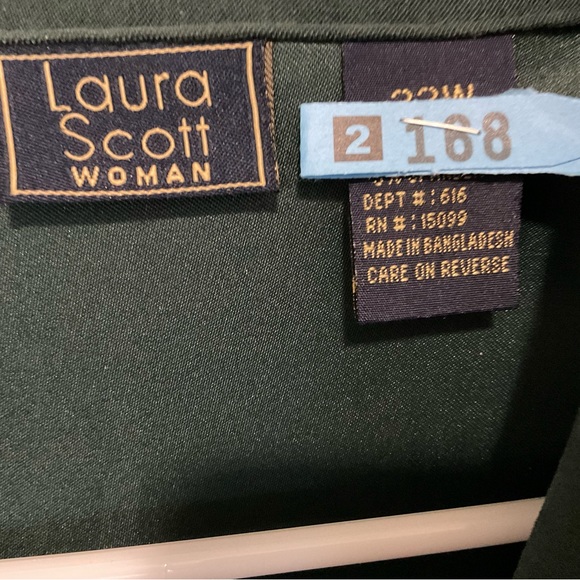 Laura
Scott
WOMAN
2 168
DEPT #: 616
RN #: 15099
MADE IN BANGLADESH
CARE ON REVERSE